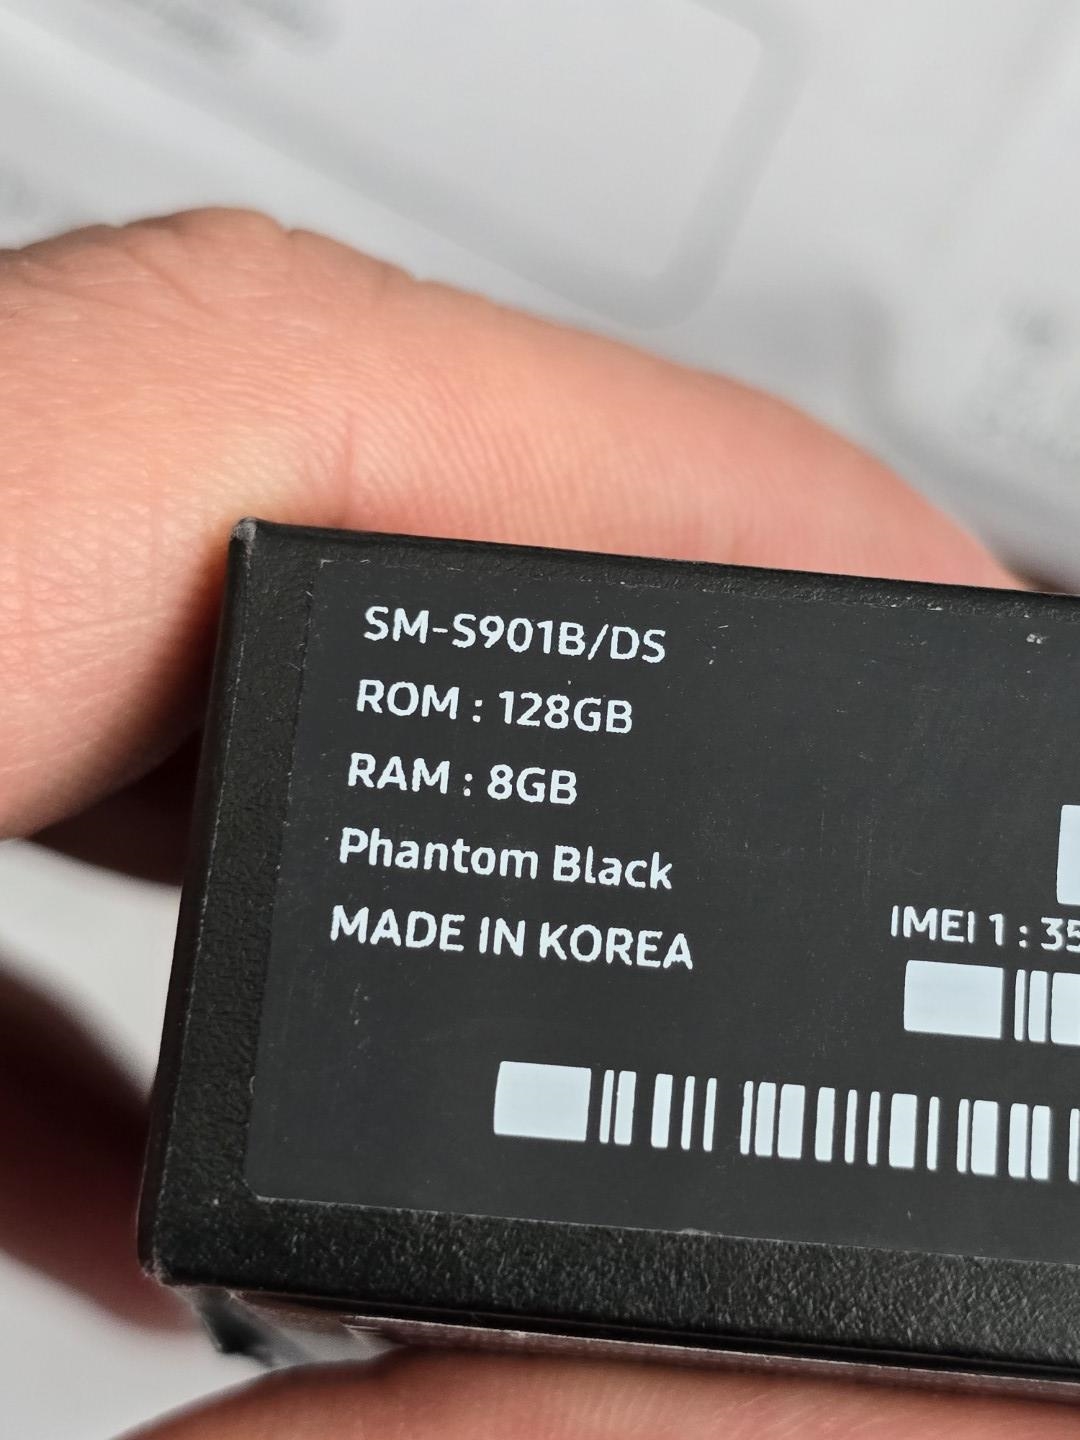 SM-S901B/DS
ROM : 128GB
RAM : 8GB
Phantom Black
MADE IN KOREA
IMEI 1 : 35